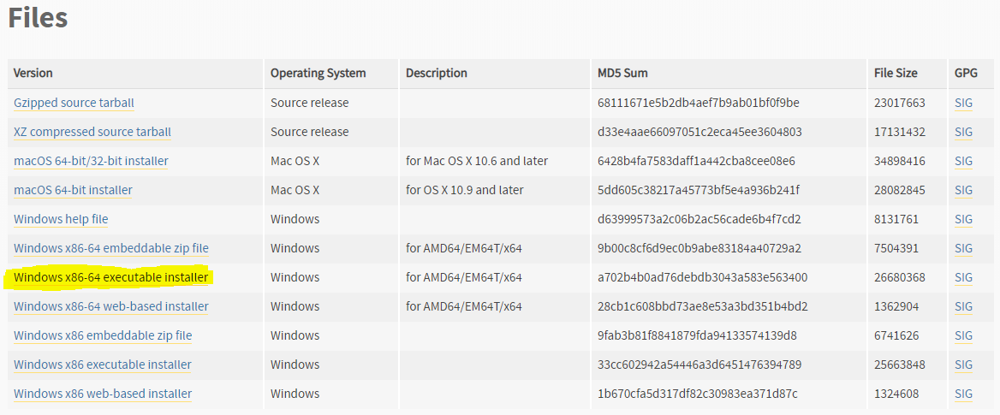 Files
Version Operating System Description MD5 Sum File Size GPG
Gzipped source tarball Source release 68111671e5b2db4aef7b9ab01bf0f9be 23017663 SIG
XZ compressed source tarball Source release d33e4aae66097051c2eca45ee3604803 17131432 SIG
macOS 64-bit/32-bit installer Mac OS X for Mac OS X 10.6 and later 6428b4fa7583daff1a442cba8cee08e6 34898416 SIG
macOS 64-bit installer Mac OS X for OS X 10.9 and later 5dd605c38217a45773bf5e4a936b241f 28082845 SIG
Windows help file Windows d63999573a2c06b2ac56cade6b4f7cd2 8131761 SIG
Windows x86-64 embeddable zip file Windows for AMD64/EM64T/x64 9b00c8cf6d9ec0b9abe83184a40729a2 7504391 SIG
Windows x86-64 executable installer Windows for AMD64/EM64T/x64 a702b4b0ad76debdb3043a583e563400 26680368 SIG
Windows x86-64 web-based installer Windows for AMD64/EM64T/x64 28cb1c608bbd73ae8e53a3bd351b4bd2 1362904 SIG
Windows x86 embeddable zip file Windows 9fab3b81f8841879fda94133574139d8 6741626 SIG
Windows x86 executable installer Windows 33cc602942a54446a3d6451476394789 25663848 SIG
Windows x86 web-based installer Windows 1b670cfa5d317df82c30983ea371d87c 1324608 SIG